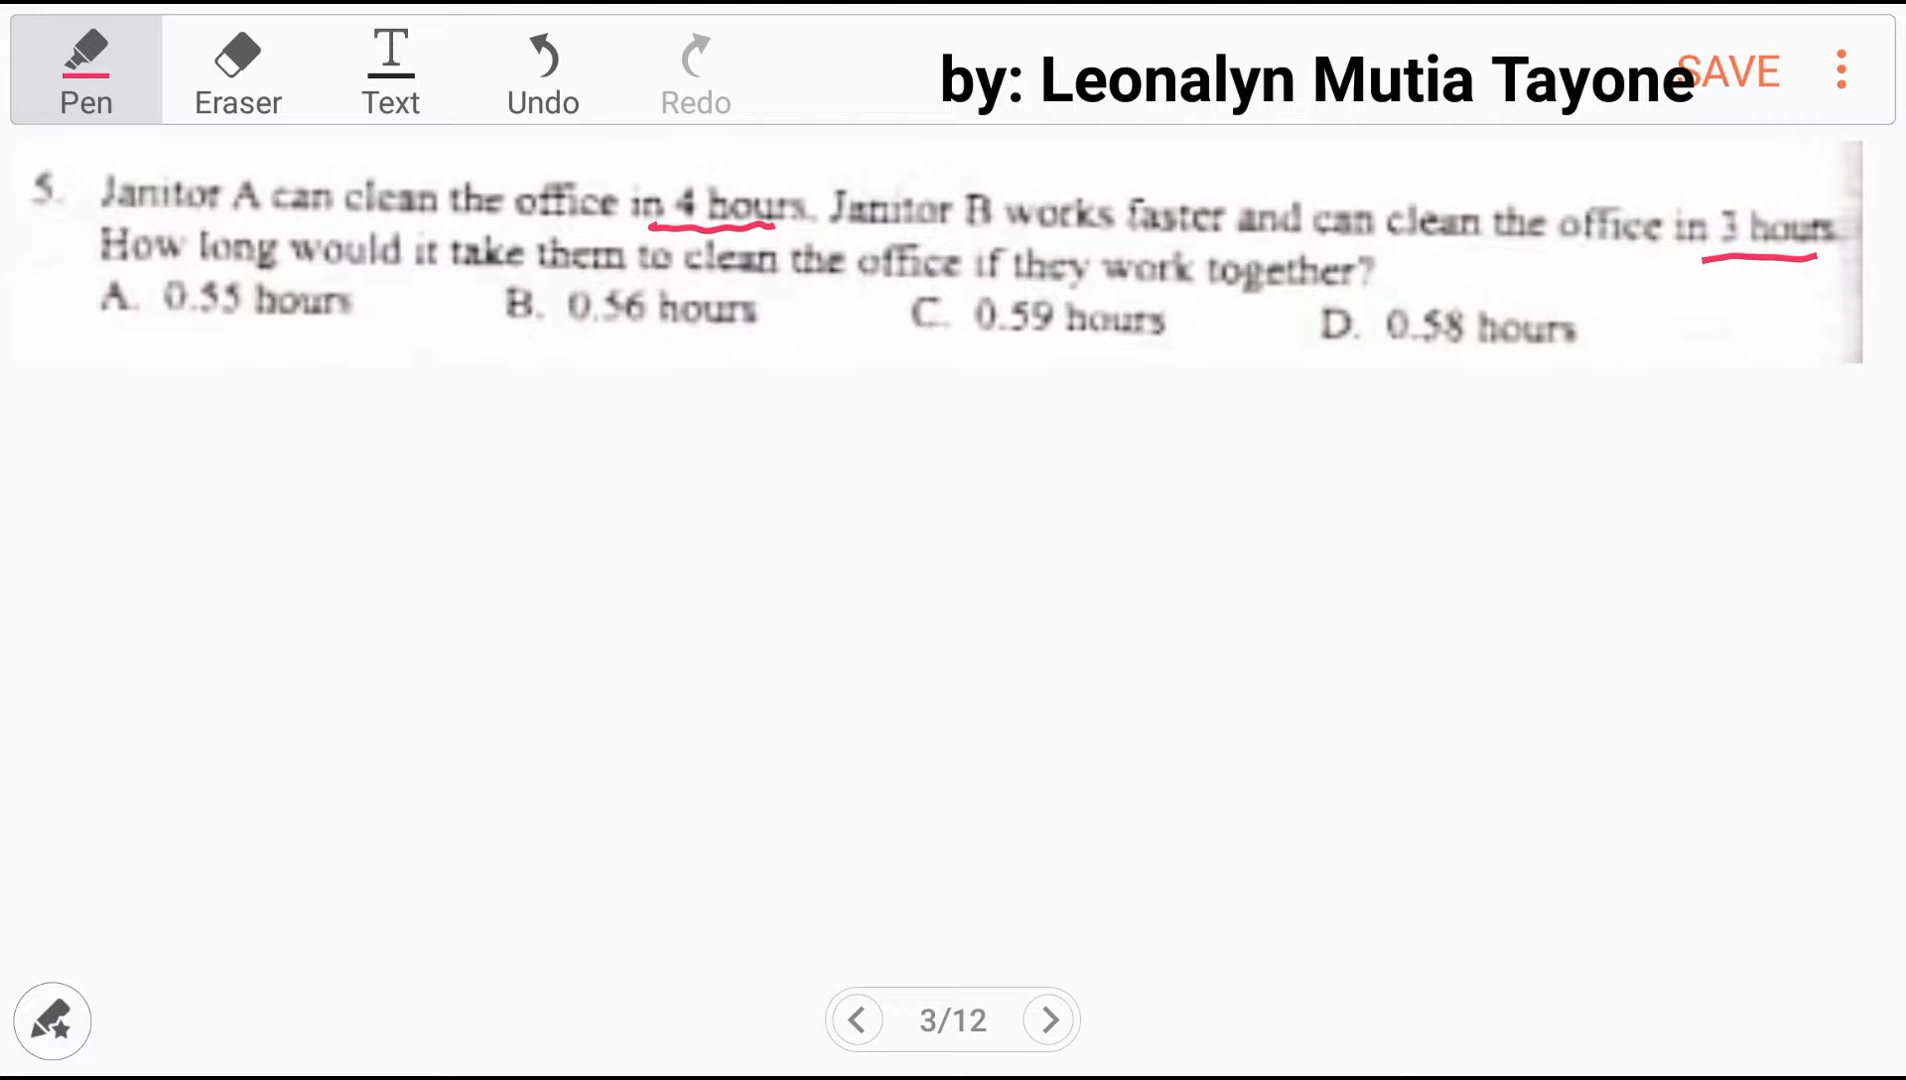 Pen
Eraser
Text
Undo
Redo
by: Leonalyn Mutia Tayone
SAVE
5. Janitor A can clean the office in 4 hours. Janitor B works faster and can clean the office in 3 hours.
How long would it take them to clean the office if they work together?
A. 0.55 hours B. 0.56 hours C. 0.59 hours D. 0.58 hours
3/12